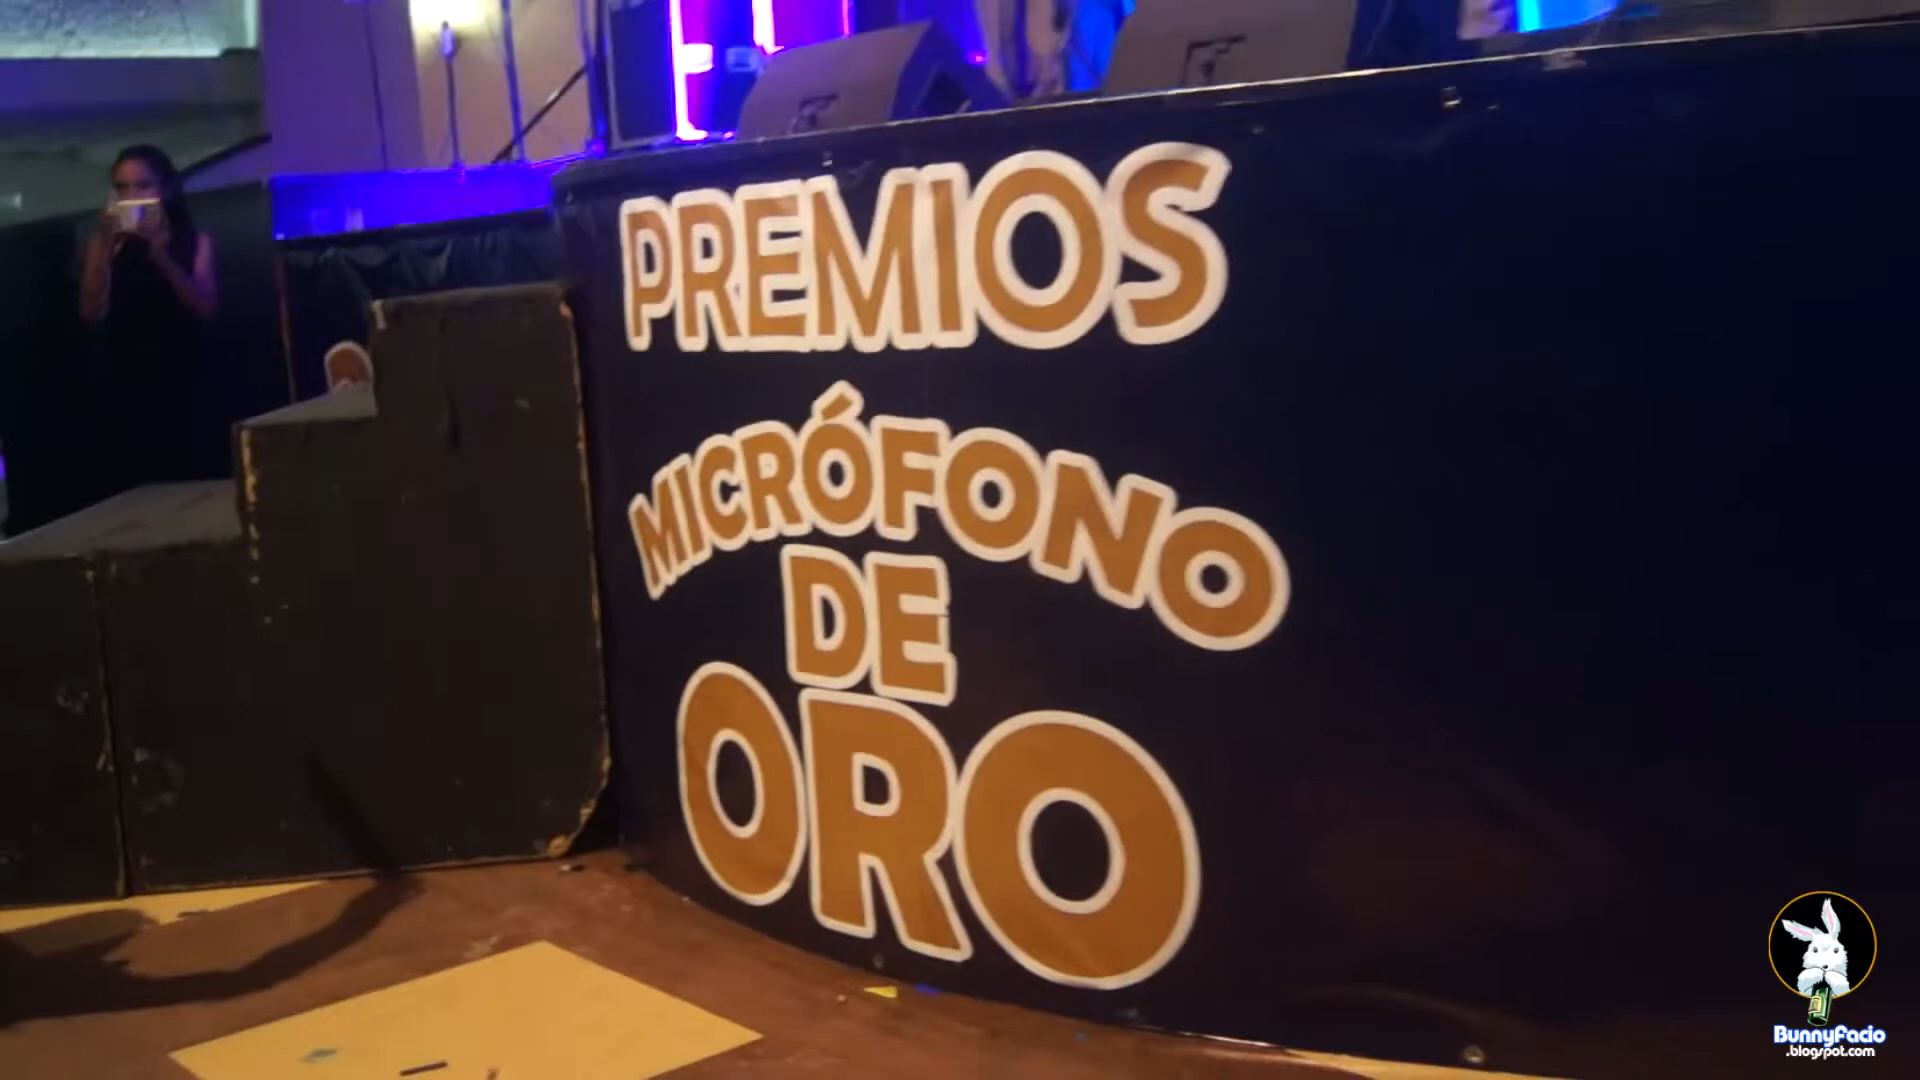 PREMIOS
MICRÓFONO
DE
ORO
BunnyFacio
.blogspot.com